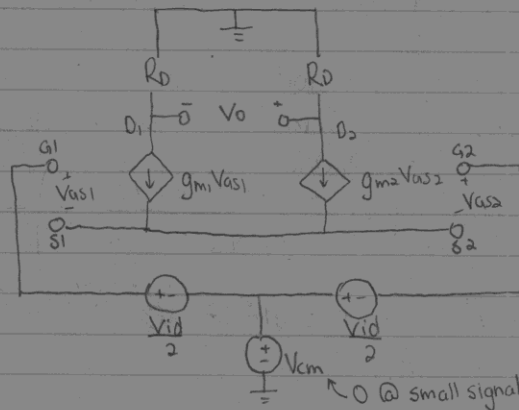 RD RD
- Vo +
D1 D2
G1 G2
+ +
VGS1 gm1VGS1 gm2VGS2 VGS2
- -
S1 S2
+- +-
Vid/2 Vid/2
+
-
Vcm
0 @ small signal